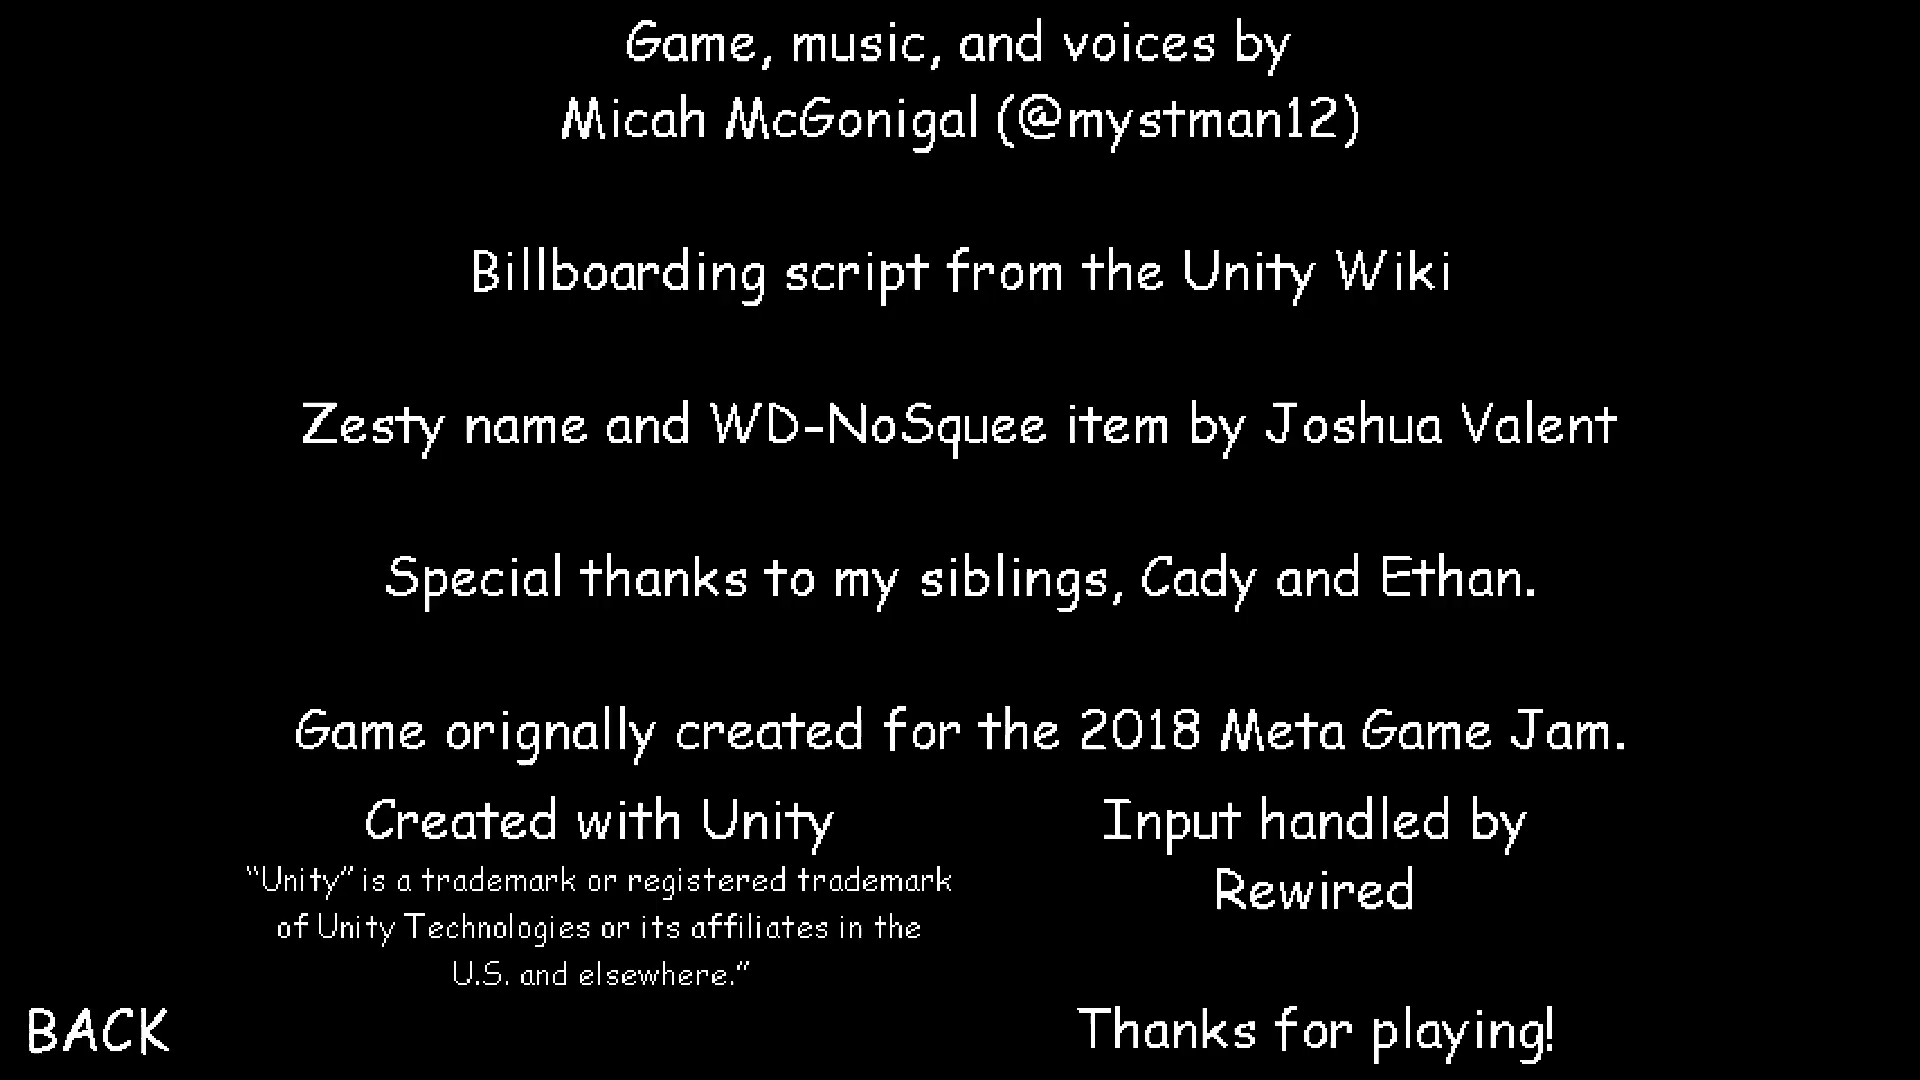 Game, music, and voices by
Micah McGonigal (@mystman12)
Billboarding script from the Unity Wiki
Zesty name and WD-NoSquee item by Joshua Valent
Special thanks to my siblings, Cady and Ethan.
Game orignally created for the 2018 Meta Game Jam.
Created with Unity
“Unity” is a trademark or registered trademark
of Unity Technologies or its affiliates in the
U.S. and elsewhere.”
Input handled by
Rewired
Thanks for playing!
BACK